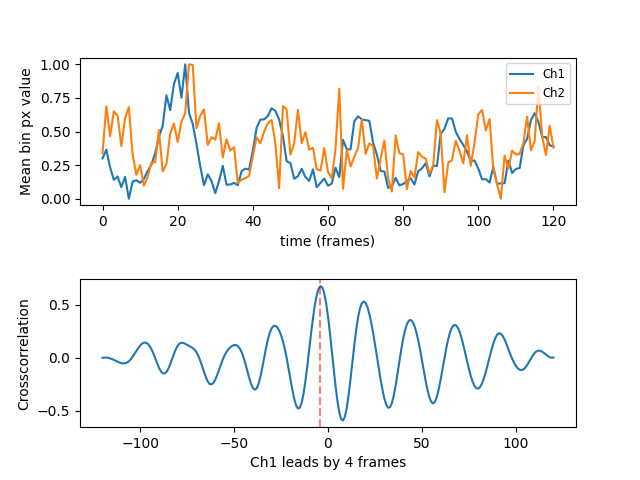 1.00
0.75
0.50
0.25
0.00
Mean bin px value
Ch1
Ch2
0 20 40 60 80 100 120
time (frames)
0.5
0.0
−0.5
Crosscorrelation
−100 −50 0 50 100
Ch1 leads by 4 frames